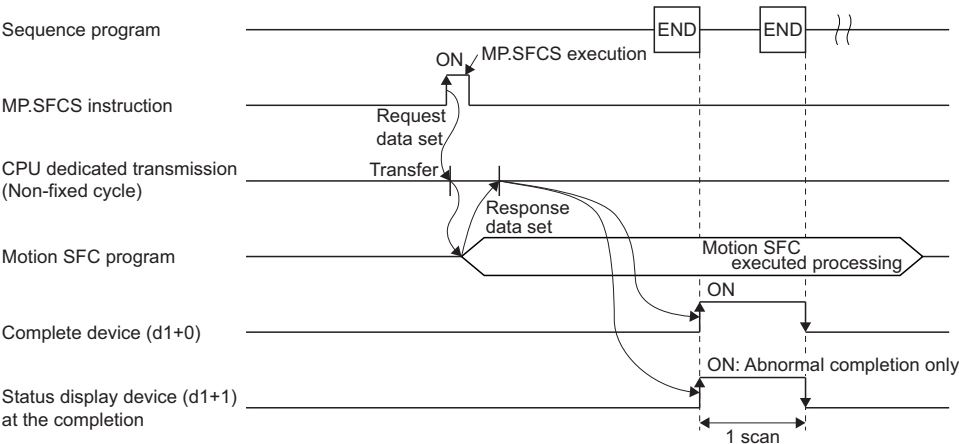 Sequence program
END
END
ON
MP.SFCS execution
MP.SFCS instruction
Request
data set
CPU dedicated transmission
(Non-fixed cycle)
Transfer
Response
data set
Motion SFC program
Motion SFC
executed processing
ON
Complete device (d1+0)
ON: Abnormal completion only
Status display device (d1+1)
at the completion
1 scan